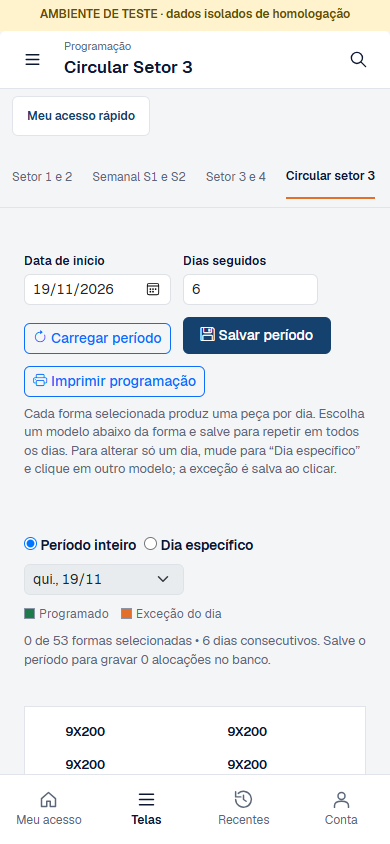 AMBIENTE DE TESTE · dados isolados de homologação
Programação
Circular Setor 3
Meu acesso rápido
Setor 1 e 2 Semanal S1 e S2 Setor 3 e 4 Circular setor 3
Data de início Dias seguidos
19/11/2026 6
Carregar período Salvar período
Imprimir programação
Cada forma selecionada produz uma peça por dia. Escolha
um modelo abaixo da forma e salve para repetir em todos
os dias. Para alterar só um dia, mude para “Dia específico”
e clique em outro modelo; a exceção é salva ao clicar.
Período inteiro Dia específico
qui., 19/11
Programado Exceção do dia
0 de 53 formas selecionadas • 6 dias consecutivos. Salve o
período para gravar 0 alocações no banco.
9X200 9X200
9X200 9X200
Meu acesso Telas Recentes Conta